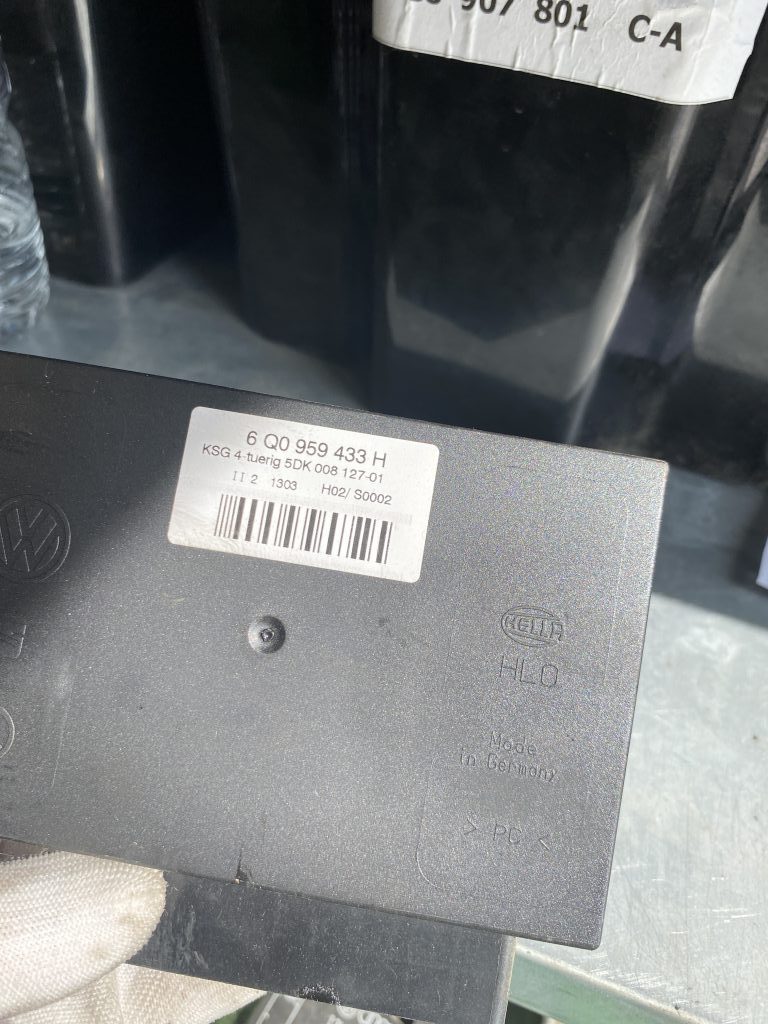 907 801 C-A
6 Q0 959 433 H
KSG 4-tuerig 5DK 008 127-01
II 2 1303 H02/ S0002
VW
HELLA
HLO
Made
in Germany
> PC <